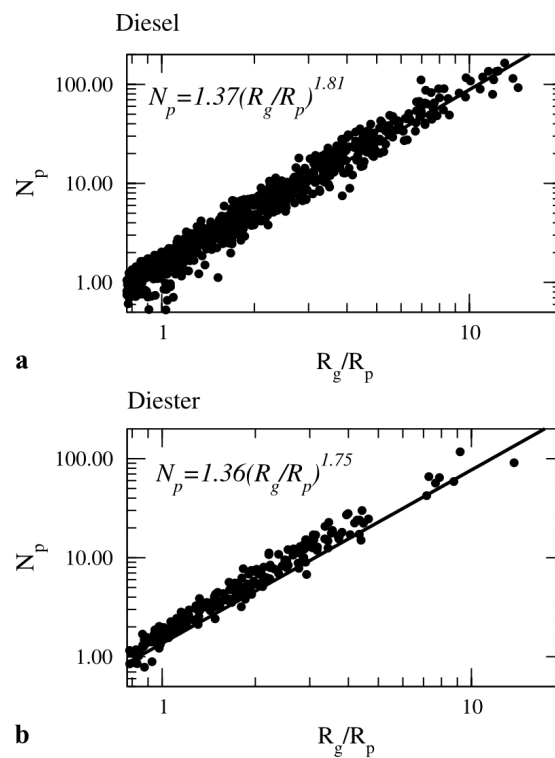 Diesel
100.00
N_p=1.37(R_g/R_p)^1.81
10.00
N_p
1.00
1
10
a
R_g/R_p
Diester
100.00
N_p=1.36(R_g/R_p)^1.75
10.00
N_p
1.00
1
10
b
R_g/R_p